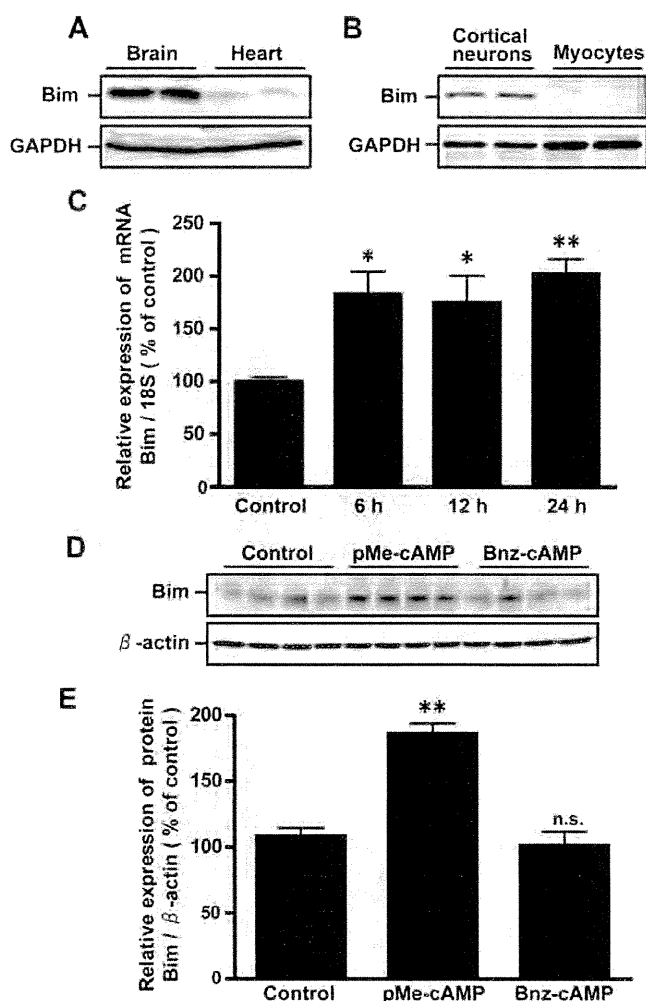 A
Brain Heart
Bim
GAPDH
B
Cortical neurons Myocytes
Bim
GAPDH
C
Relative expression of mRNA
Bim / 18S ( % of control )
250
200
150
100
50
0
* * **
Control 6 h 12 h 24 h
D
Control pMe-cAMP Bnz-cAMP
Bim
β-actin
E
Relative expression of protein
Bim / β-actin ( % of control )
200
150
100
50
0
** n.s.
Control pMe-cAMP Bnz-cAMP